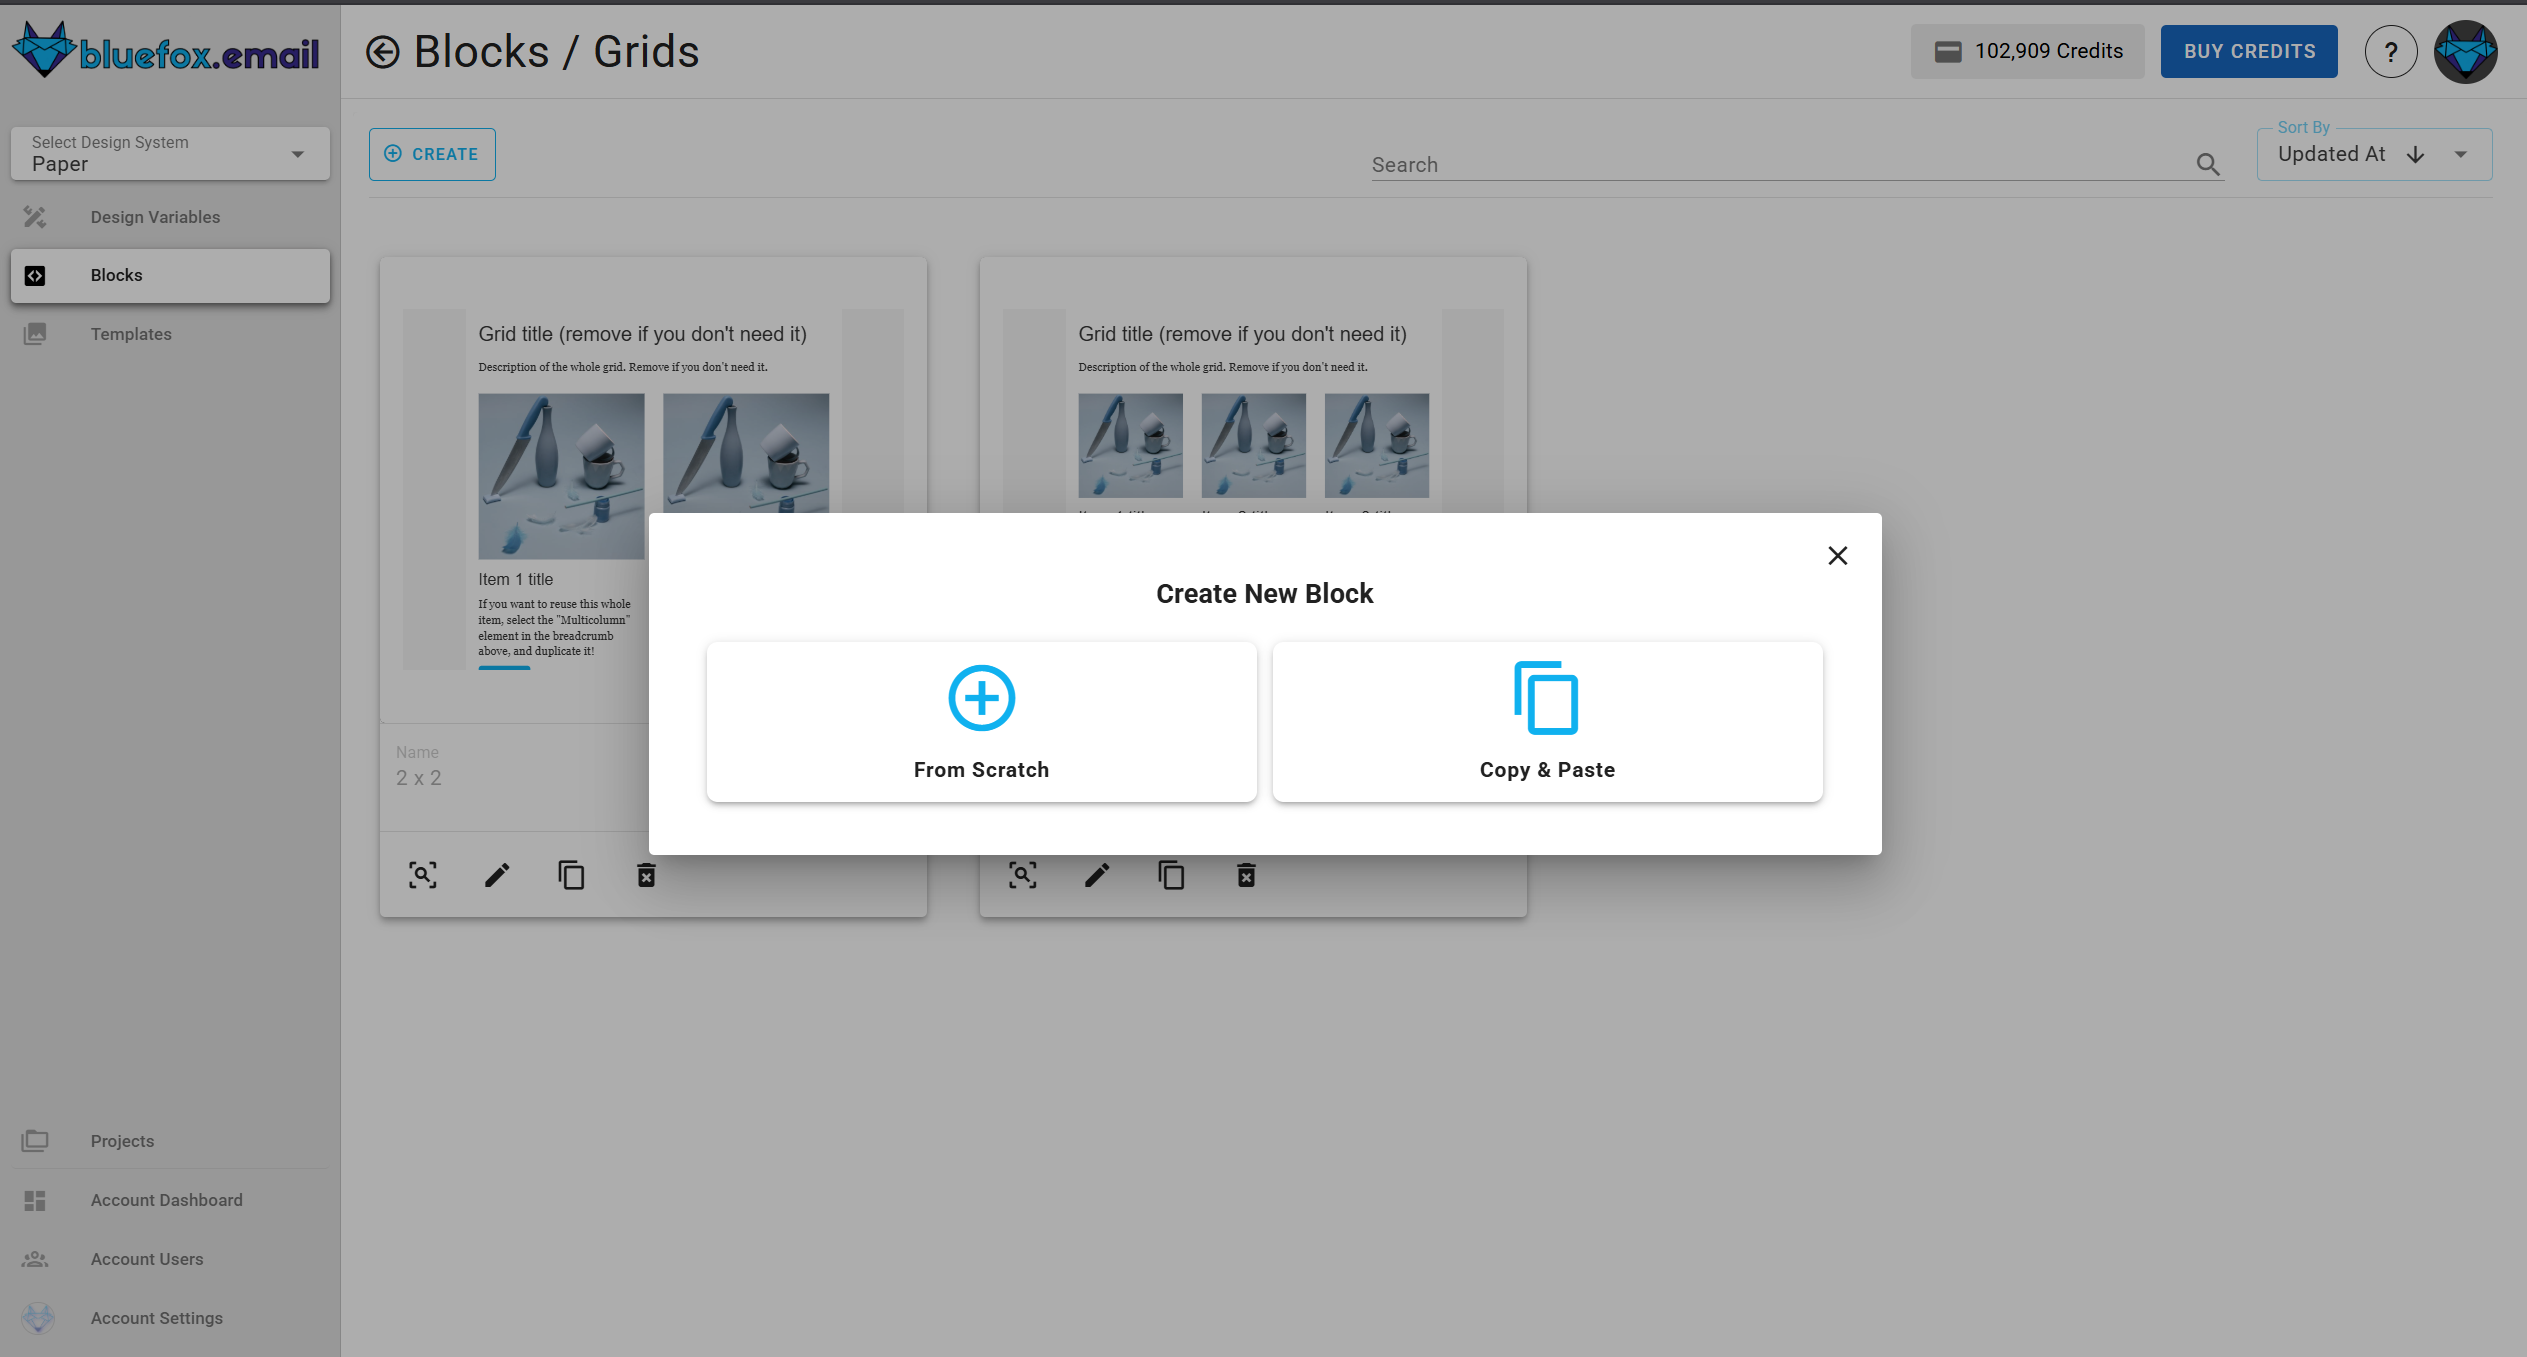 bluefox.email
Blocks / Grids
102,909 Credits
BUY CREDITS
?
Select Design System
Paper
CREATE
Search
Sort By
Updated At
Design Variables
Blocks
Templates
Grid title (remove if you don't need it)
Description of the whole grid. Remove if you don't need it.
Item 1 title
If you want to reuse this whole
item, select the "Multicolumn"
element in the breadcrumb
above, and duplicate it!
Name
2 x 2
Grid title (remove if you don't need it)
Description of the whole grid. Remove if you don't need it.
Create New Block
From Scratch
Copy & Paste
Projects
Account Dashboard
Account Users
Account Settings